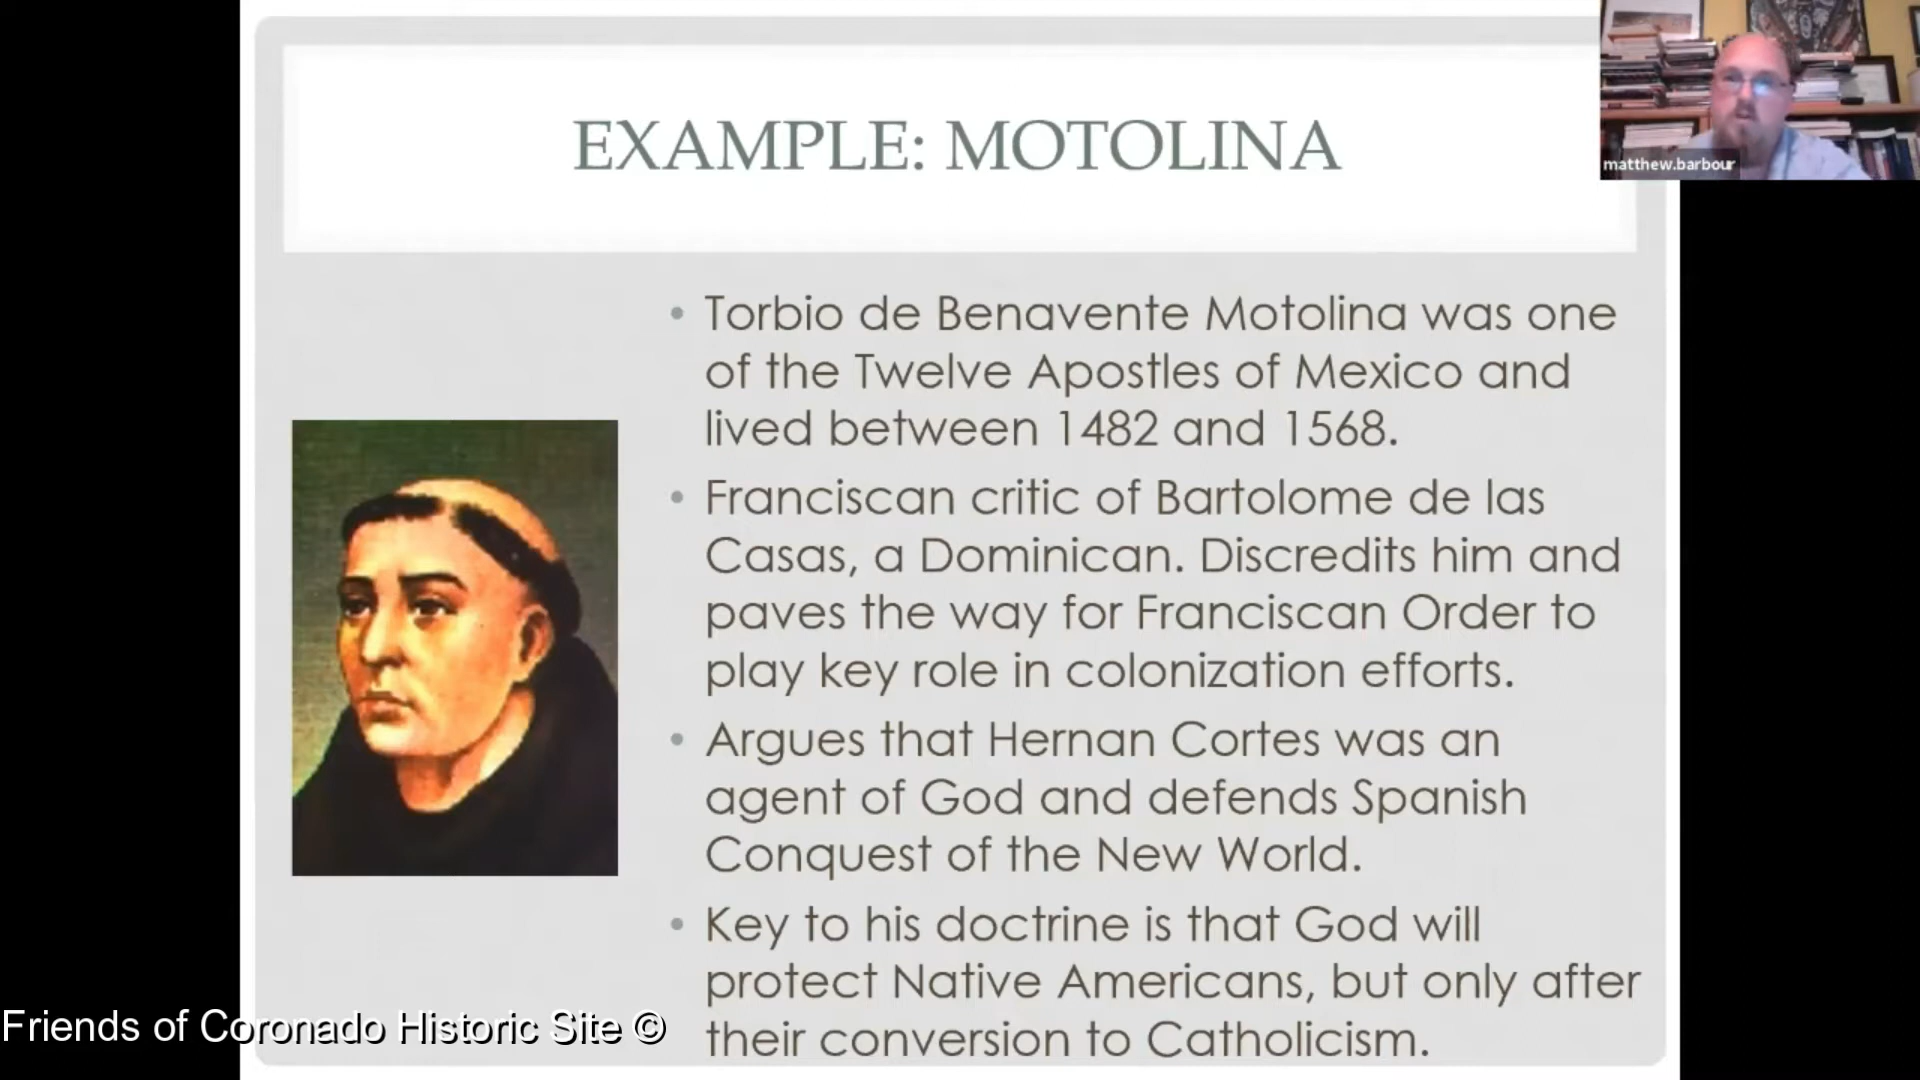 EXAMPLE: MOTOLINA
matthew.barbour
• Torbio de Benavente Motolina was one
of the Twelve Apostles of Mexico and
lived between 1482 and 1568.
• Franciscan critic of Bartolome de las
Casas, a Dominican. Discredits him and
paves the way for Franciscan Order to
play key role in colonization efforts.
• Argues that Hernan Cortes was an
agent of God and defends Spanish
Conquest of the New World.
• Key to his doctrine is that God will
protect Native Americans, but only after
their conversion to Catholicism.
Friends of Coronado Historic Site ©